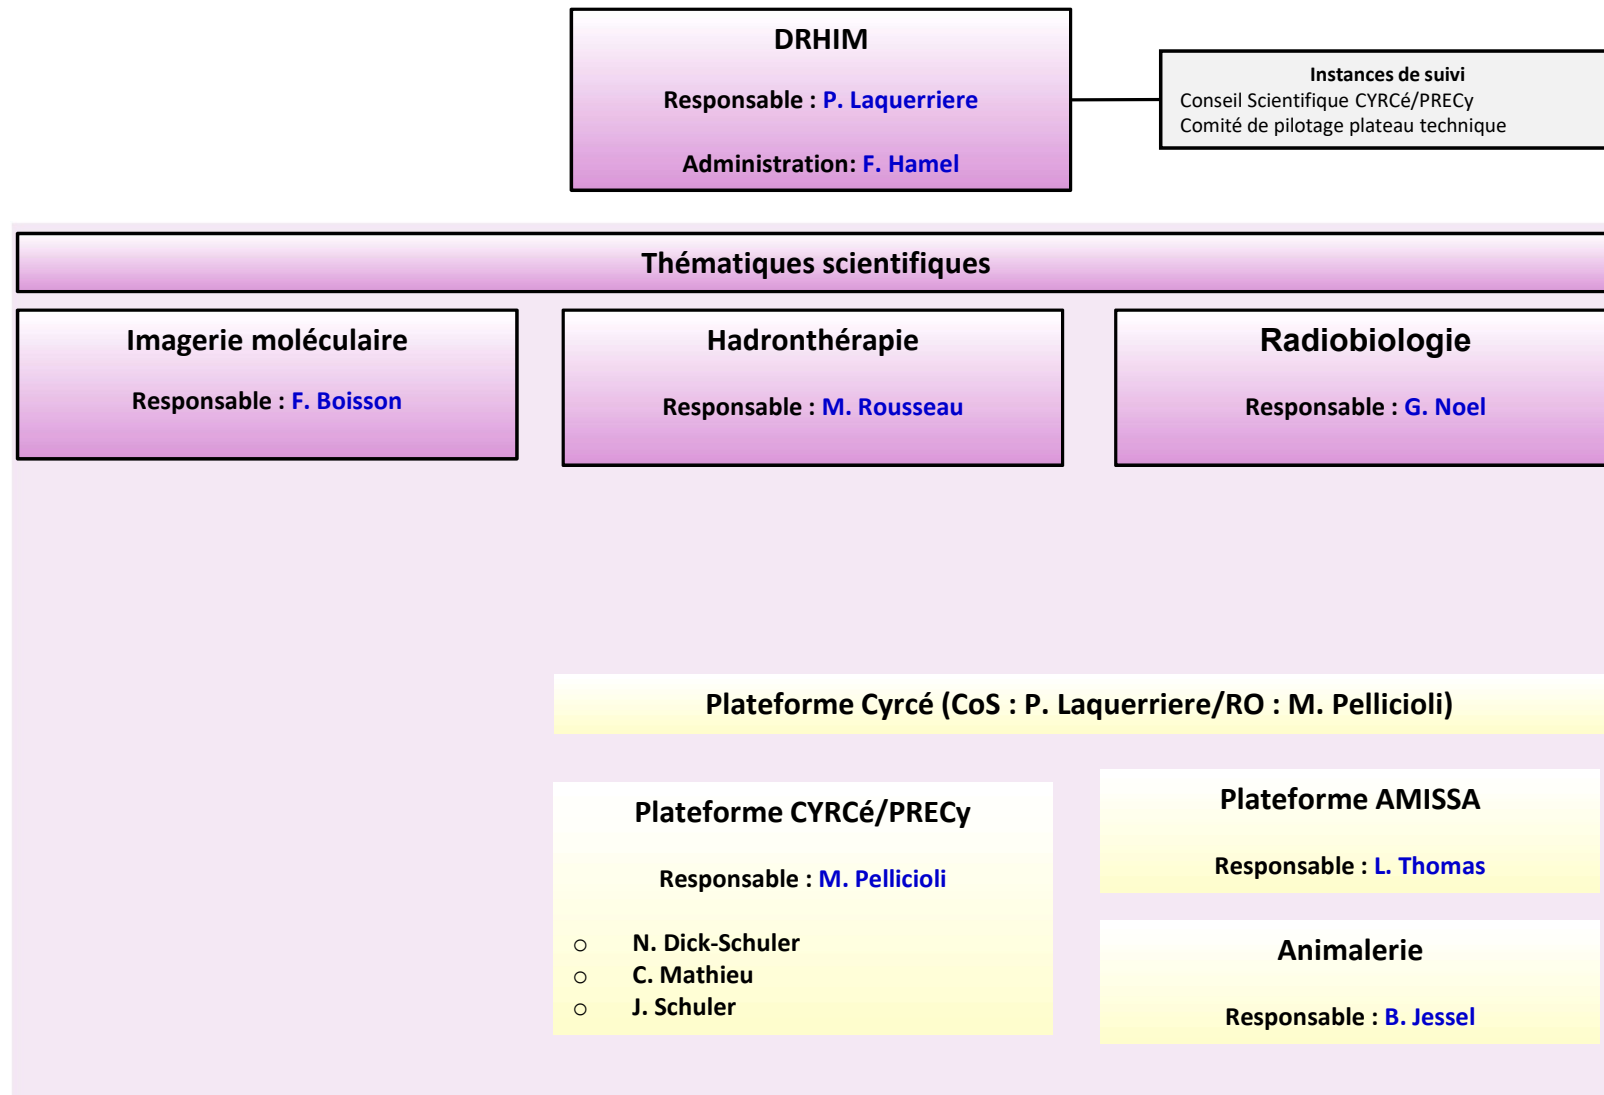 DRHIM
Responsable : P. Laquerriere
Administration: F. Hamel
Instances de suivi
Conseil Scientifique CYRCé/PRECy
Comité de pilotage plateau technique
Thématiques scientifiques
Imagerie moléculaire
Responsable : F. Boisson
Hadronthérapie
Responsable : M. Rousseau
Radiobiologie
Responsable : G. Noel
Plateforme Cyrcé (CoS : P. Laquerriere/RO : M. Pellicioli)
Plateforme CYRCé/PRECy
Responsable : M. Pellicioli
o N. Dick-Schuler
o C. Mathieu
o J. Schuler
Plateforme AMISSA
Responsable : L. Thomas
Animalerie
Responsable : B. Jessel